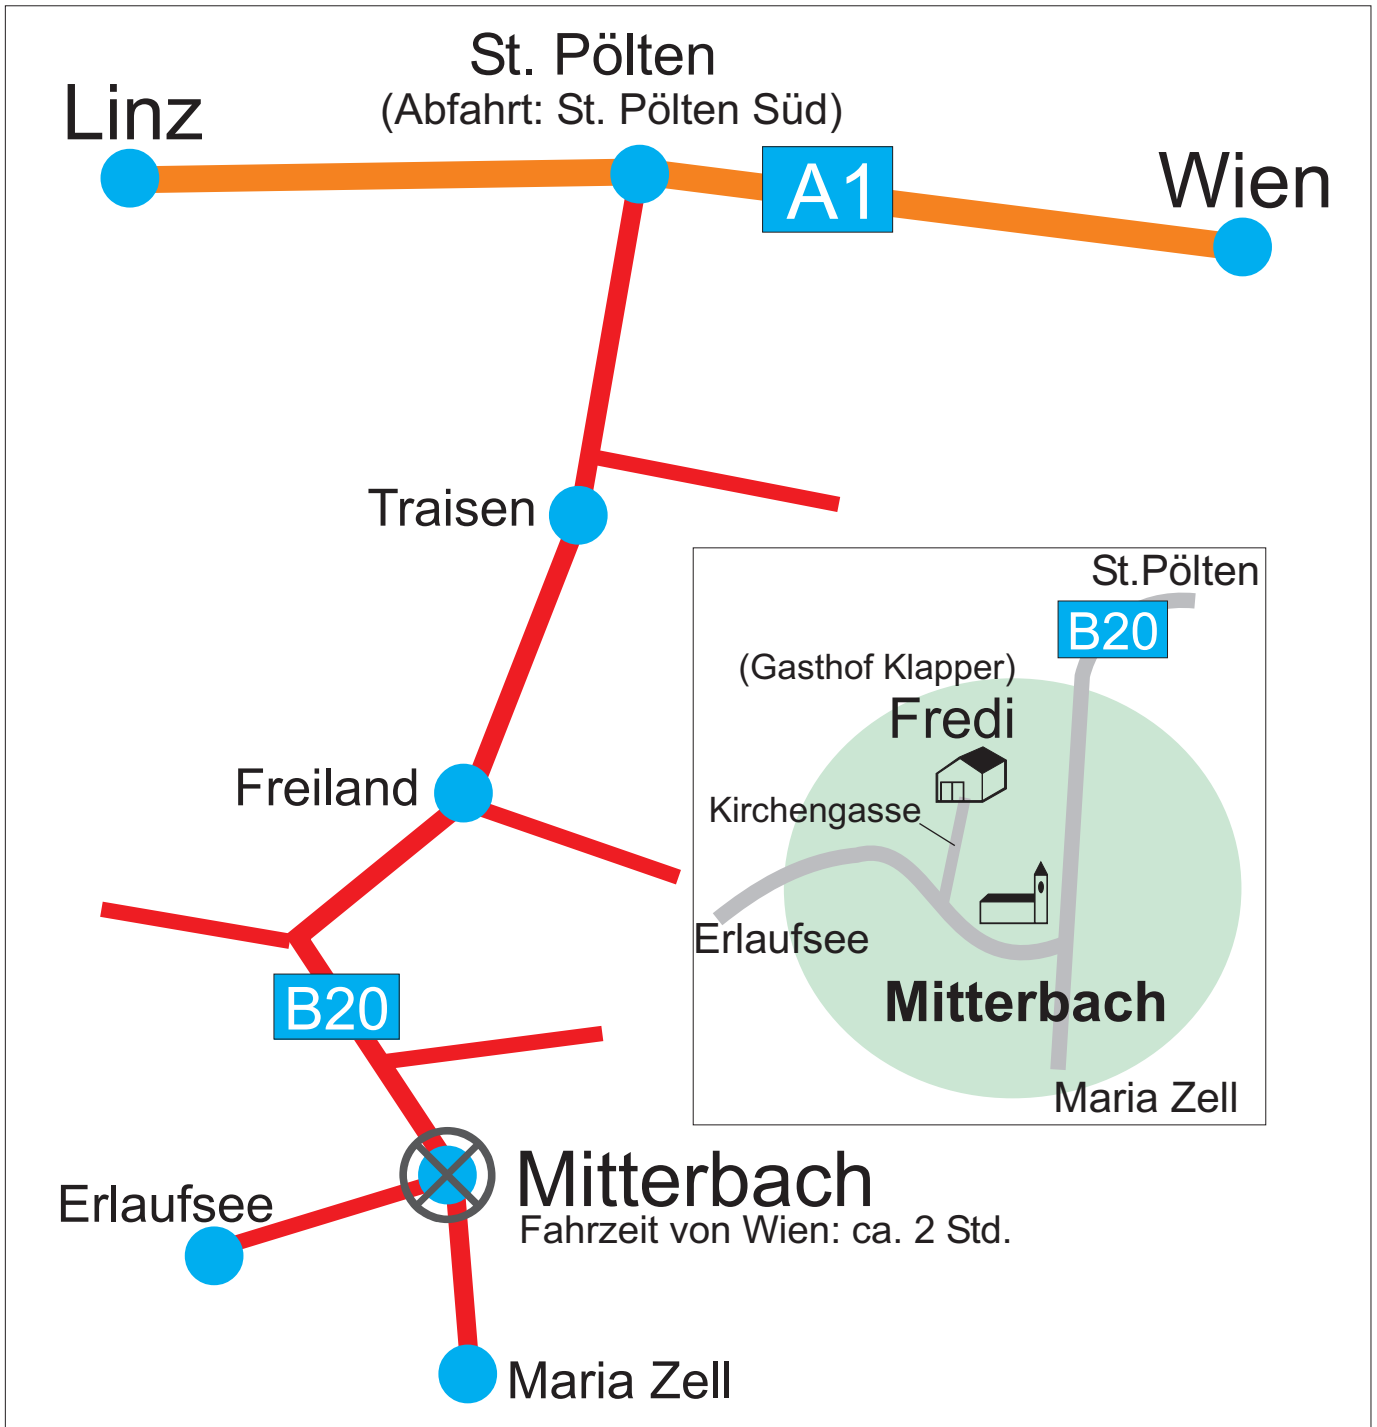 St. Pölten
(Abfahrt: St. Pölten Süd)
Linz
A1
Wien
Traisen
Freiland
B20
Mitterbach
Fahrzeit von Wien: ca. 2 Std.
Erlaufsee
Maria Zell
St.Pölten
B20
(Gasthof Klapper)
Fredi
Kirchengasse
Erlaufsee
Mitterbach
Maria Zell